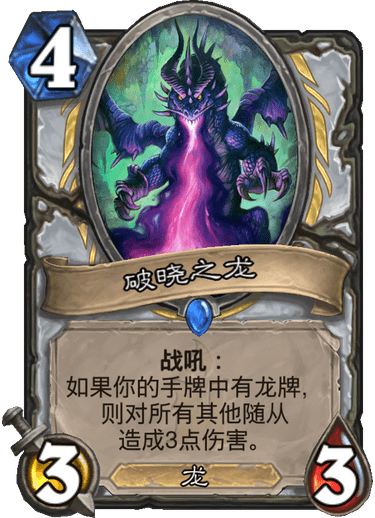 4
破晓之龙
战吼：
如果你的手牌中有龙牌，
则对所有其他随从
造成3点伤害。
龙
3
3